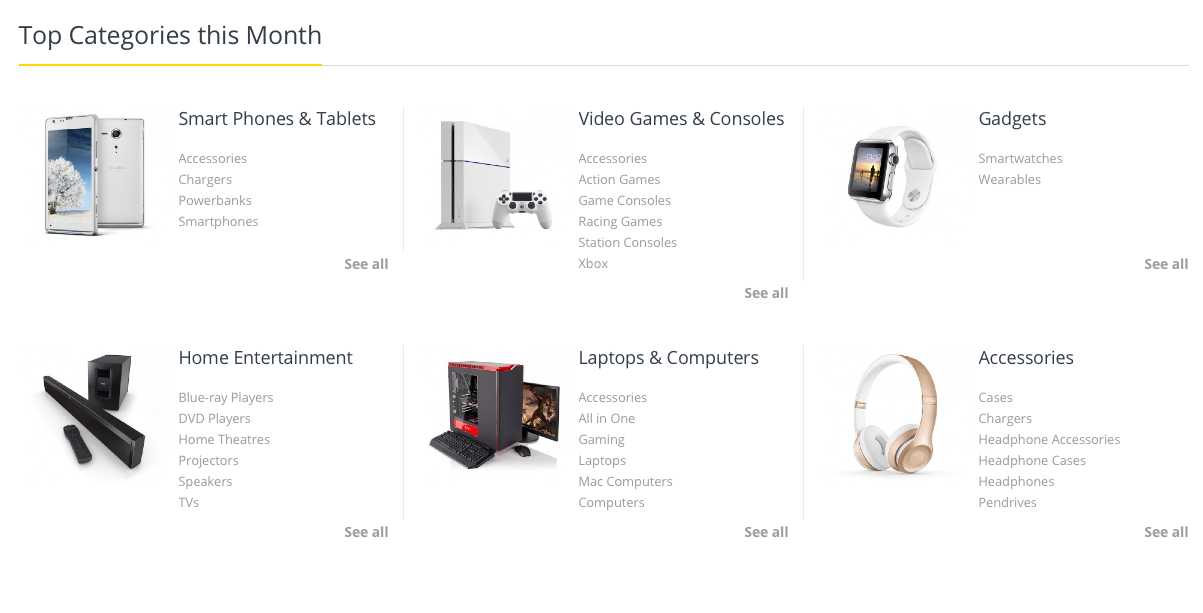 Top Categories this Month
Smart Phones & Tablets
Accessories
Chargers
Powerbanks
Smartphones
See all
Video Games & Consoles
Accessories
Action Games
Game Consoles
Racing Games
Station Consoles
Xbox
See all
Gadgets
Smartwatches
Wearables
See all
Home Entertainment
Blue-ray Players
DVD Players
Home Theatres
Projectors
Speakers
TVs
See all
Laptops & Computers
Accessories
All in One
Gaming
Laptops
Mac Computers
Computers
See all
Accessories
Cases
Chargers
Headphone Accessories
Headphone Cases
Headphones
Pendrives
See all